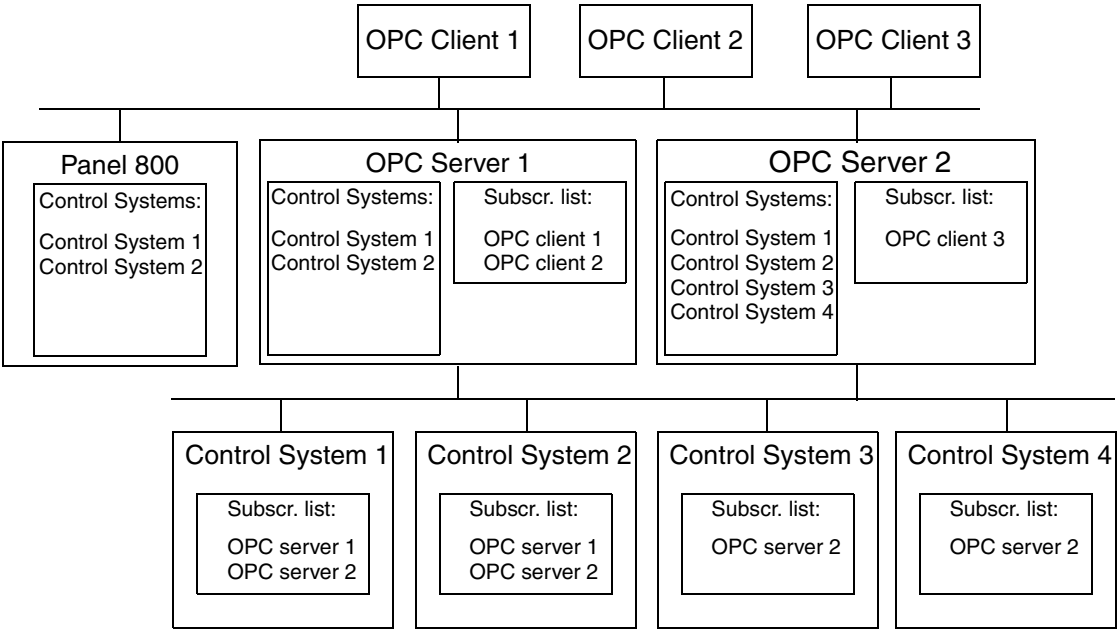 OPC Client 1
OPC Client 2
OPC Client 3
Panel 800
Control Systems:
Control System 1
Control System 2
OPC Server 1
Control Systems:
Control System 1
Control System 2
Subscr. list:
OPC client 1
OPC client 2
OPC Server 2
Control Systems:
Control System 1
Control System 2
Control System 3
Control System 4
Subscr. list:
OPC client 3
Control System 1
Subscr. list:
OPC server 1
OPC server 2
Control System 2
Subscr. list:
OPC server 1
OPC server 2
Control System 3
Subscr. list:
OPC server 2
Control System 4
Subscr. list:
OPC server 2